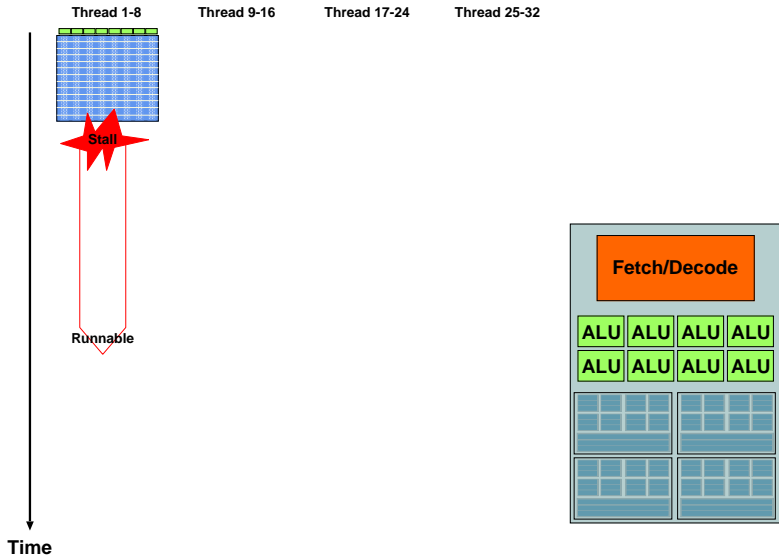 Thread 1-8 Thread 9-16 Thread 17-24 Thread 25-32
Stall
Fetch/Decode
ALU ALU ALU ALU
Runnable
ALU ALU ALU ALU
Time